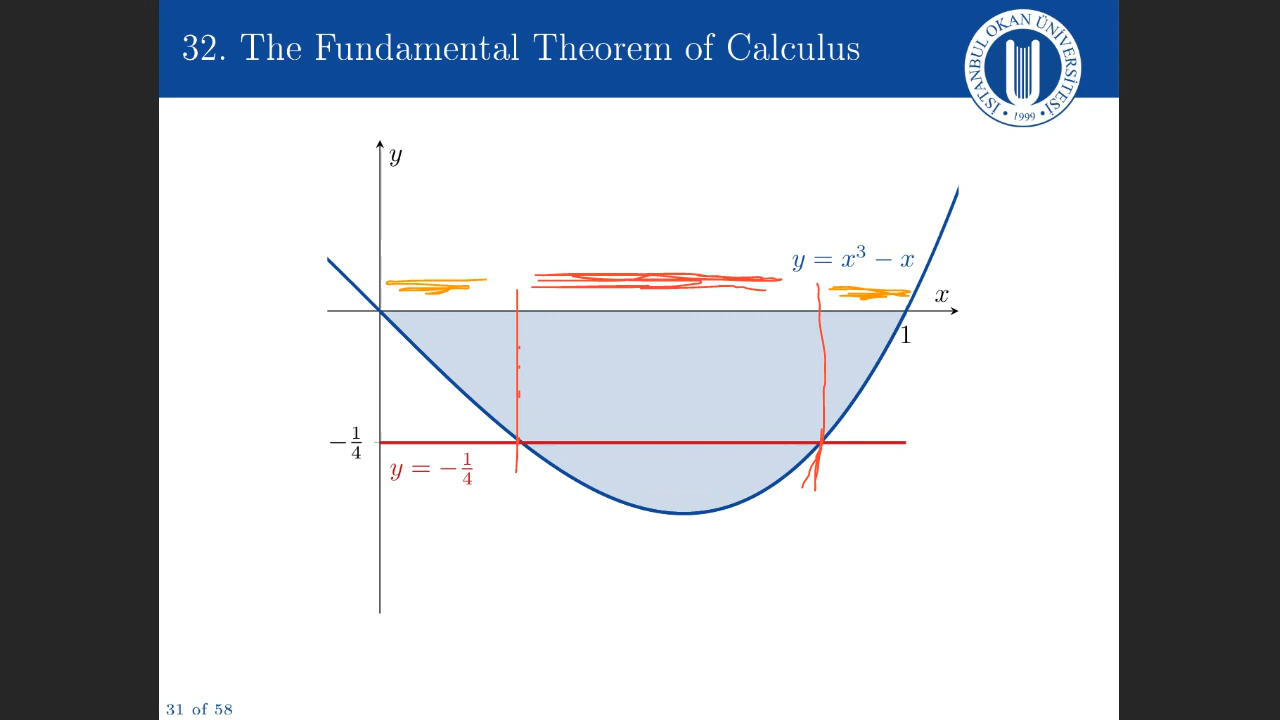 32. The Fundamental Theorem of Calculus
İSTANBUL OKAN ÜNİVERSİTESİ
• 1999 •
y
y = x³ − x
x
1
−1/4
y = −1/4
31 of 58